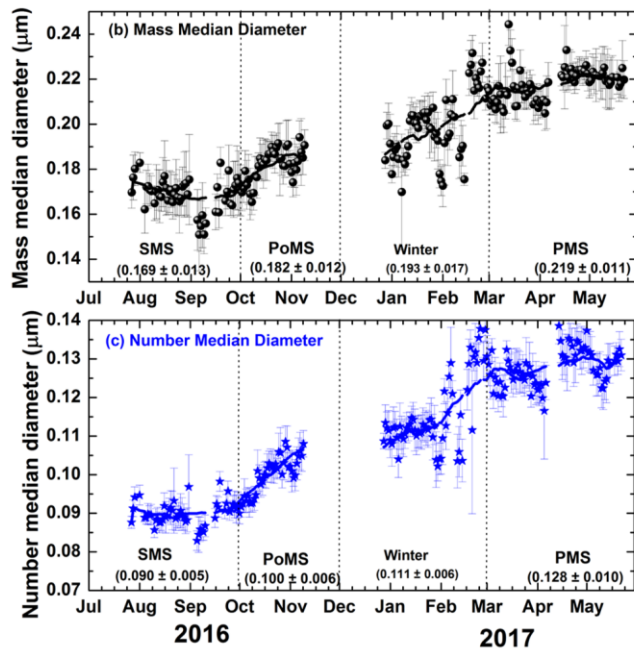 0.24
0.22
0.20
0.18
0.16
0.14
Mass median diameter (μm)
(b) Mass Median Diameter
SMS
(0.169 ± 0.013)
PoMS
(0.182 ± 0.012)
Winter
(0.193 ± 0.017)
PMS
(0.219 ± 0.011)
Jul Aug Sep Oct Nov Dec Jan Feb Mar Apr May
0.14
0.13
0.12
0.11
0.10
0.09
0.08
0.07
Number median diameter (μm)
(c) Number Median Diameter
SMS
(0.090 ± 0.005)
PoMS
(0.100 ± 0.006)
Winter
(0.111 ± 0.006)
PMS
(0.128 ± 0.010)
Jul Aug Sep Oct Nov Dec Jan Feb Mar Apr May
2016 2017